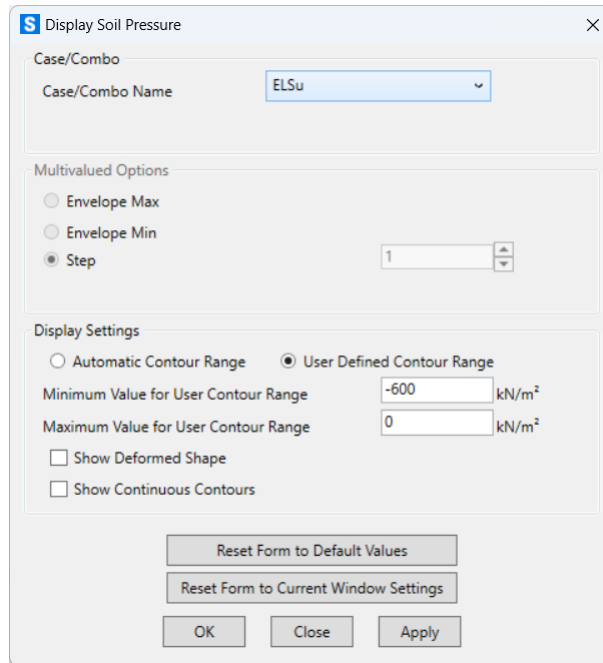 S Display Soil Pressure
Case/Combo
Case/Combo Name ELSu
Multivalued Options
Envelope Max
Envelope Min
Step 1
Display Settings
Automatic Contour Range User Defined Contour Range
Minimum Value for User Contour Range -600 kN/m²
Maximum Value for User Contour Range 0 kN/m²
Show Deformed Shape
Show Continuous Contours
Reset Form to Default Values
Reset Form to Current Window Settings
OK Close Apply